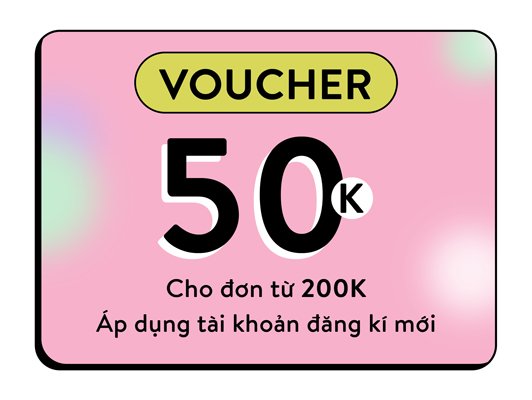 VOUCHER
50K
Cho đơn từ 200K
Áp dụng tài khoản đăng kí mới